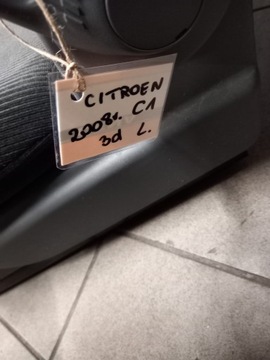 CITROEN
2008r. C1
3d L.